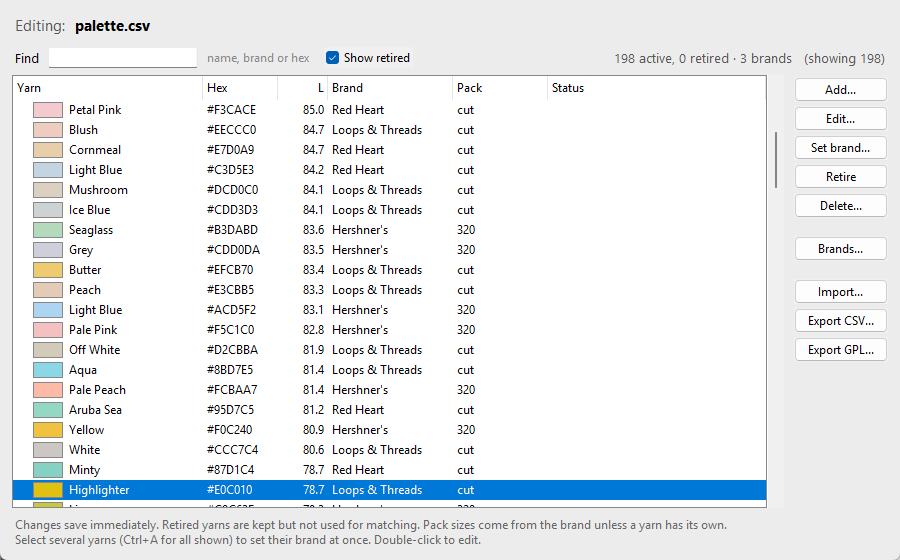 Editing: palette.csv
Find name, brand or hex Show retired 198 active, 0 retired · 3 brands (showing 198)
Yarn Hex L Brand Pack Status
Petal Pink #F3CACE 85.0 Red Heart cut
Blush #EECCC0 84.7 Loops & Threads cut
Cornmeal #E7D0A9 84.7 Red Heart cut
Light Blue #C3D5E3 84.2 Red Heart cut
Mushroom #DCD0C0 84.1 Loops & Threads cut
Ice Blue #CDD3D3 84.1 Loops & Threads cut
Seaglass #B3DABD 83.6 Hershner's 320
Grey #CDD0DA 83.5 Hershner's 320
Butter #EFCB70 83.4 Loops & Threads cut
Peach #E3CBB5 83.3 Loops & Threads cut
Light Blue #ACD5F2 83.1 Hershner's 320
Pale Pink #F5C1C0 82.8 Hershner's 320
Off White #D2CBBA 81.9 Loops & Threads cut
Aqua #8BD7E5 81.4 Loops & Threads cut
Pale Peach #FCBAA7 81.4 Hershner's 320
Aruba Sea #95D7C5 81.2 Red Heart cut
Yellow #F0C240 80.9 Hershner's 320
White #CCC7C4 80.6 Loops & Threads cut
Minty #87D1C4 78.7 Red Heart cut
Highlighter #E0C010 78.7 Loops & Threads cut
Add...
Edit...
Set brand...
Retire
Delete...
Brands...
Import...
Export CSV...
Export GPL...
Changes save immediately. Retired yarns are kept but not used for matching. Pack sizes come from the brand unless a yarn has its own.
Select several yarns (Ctrl+A for all shown) to set their brand at once. Double-click to edit.